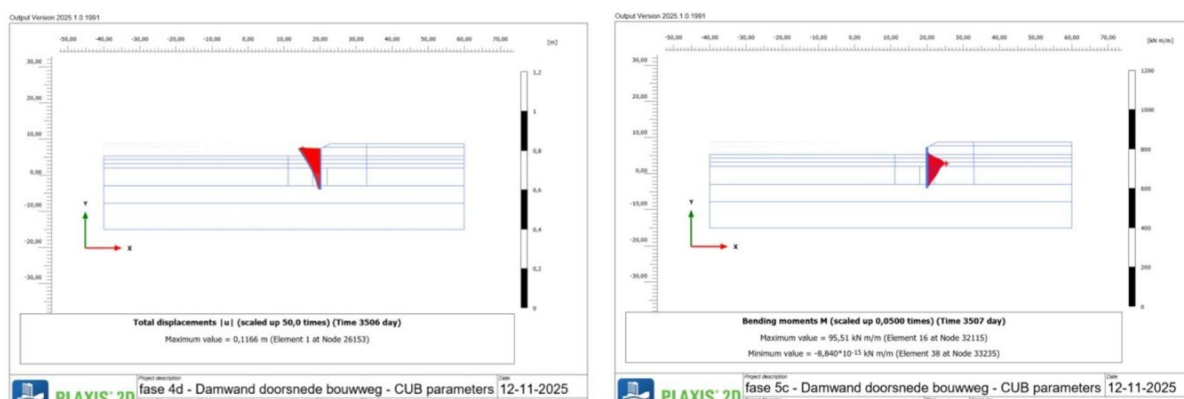 Output Version 2025.1.0.1991
-50,00 -40,00 -30,00 -20,00 -10,00 0,00 10,00 20,00 30,00 40,00 50,00 60,00 70,00
[m]
30,00
20,00
10,00
0,00
-10,00
-20,00
-30,00
Y
X
1,2
1
0,8
0,6
0,4
0,2
0
Total displacements |u| (scaled up 50,0 times) (Time 3506 day)
Maximum value = 0,1166 m (Element 1 at Node 26153)
PLAXIS® 2D
Project description
fase 4d - Damwand doorsnede bouwweg - CUB parameters
Date
12-11-2025
Output Version 2025.1.0.1991
-50,00 -40,00 -30,00 -20,00 -10,00 0,00 10,00 20,00 30,00 40,00 50,00 60,00 70,00
[kN m/m]
30,00
20,00
10,00
0,00
-10,00
-20,00
-30,00
Y
X
1200
1000
800
600
400
200
0
Bending moments M (scaled up 0,0500 times) (Time 3507 day)
Maximum value = 95,51 kN m/m (Element 16 at Node 32115)
Minimum value = -8,840*10-15 kN m/m (Element 38 at Node 33235)
PLAXIS® 2D
Project description
fase 5c - Damwand doorsnede bouwweg - CUB parameters
Date
12-11-2025